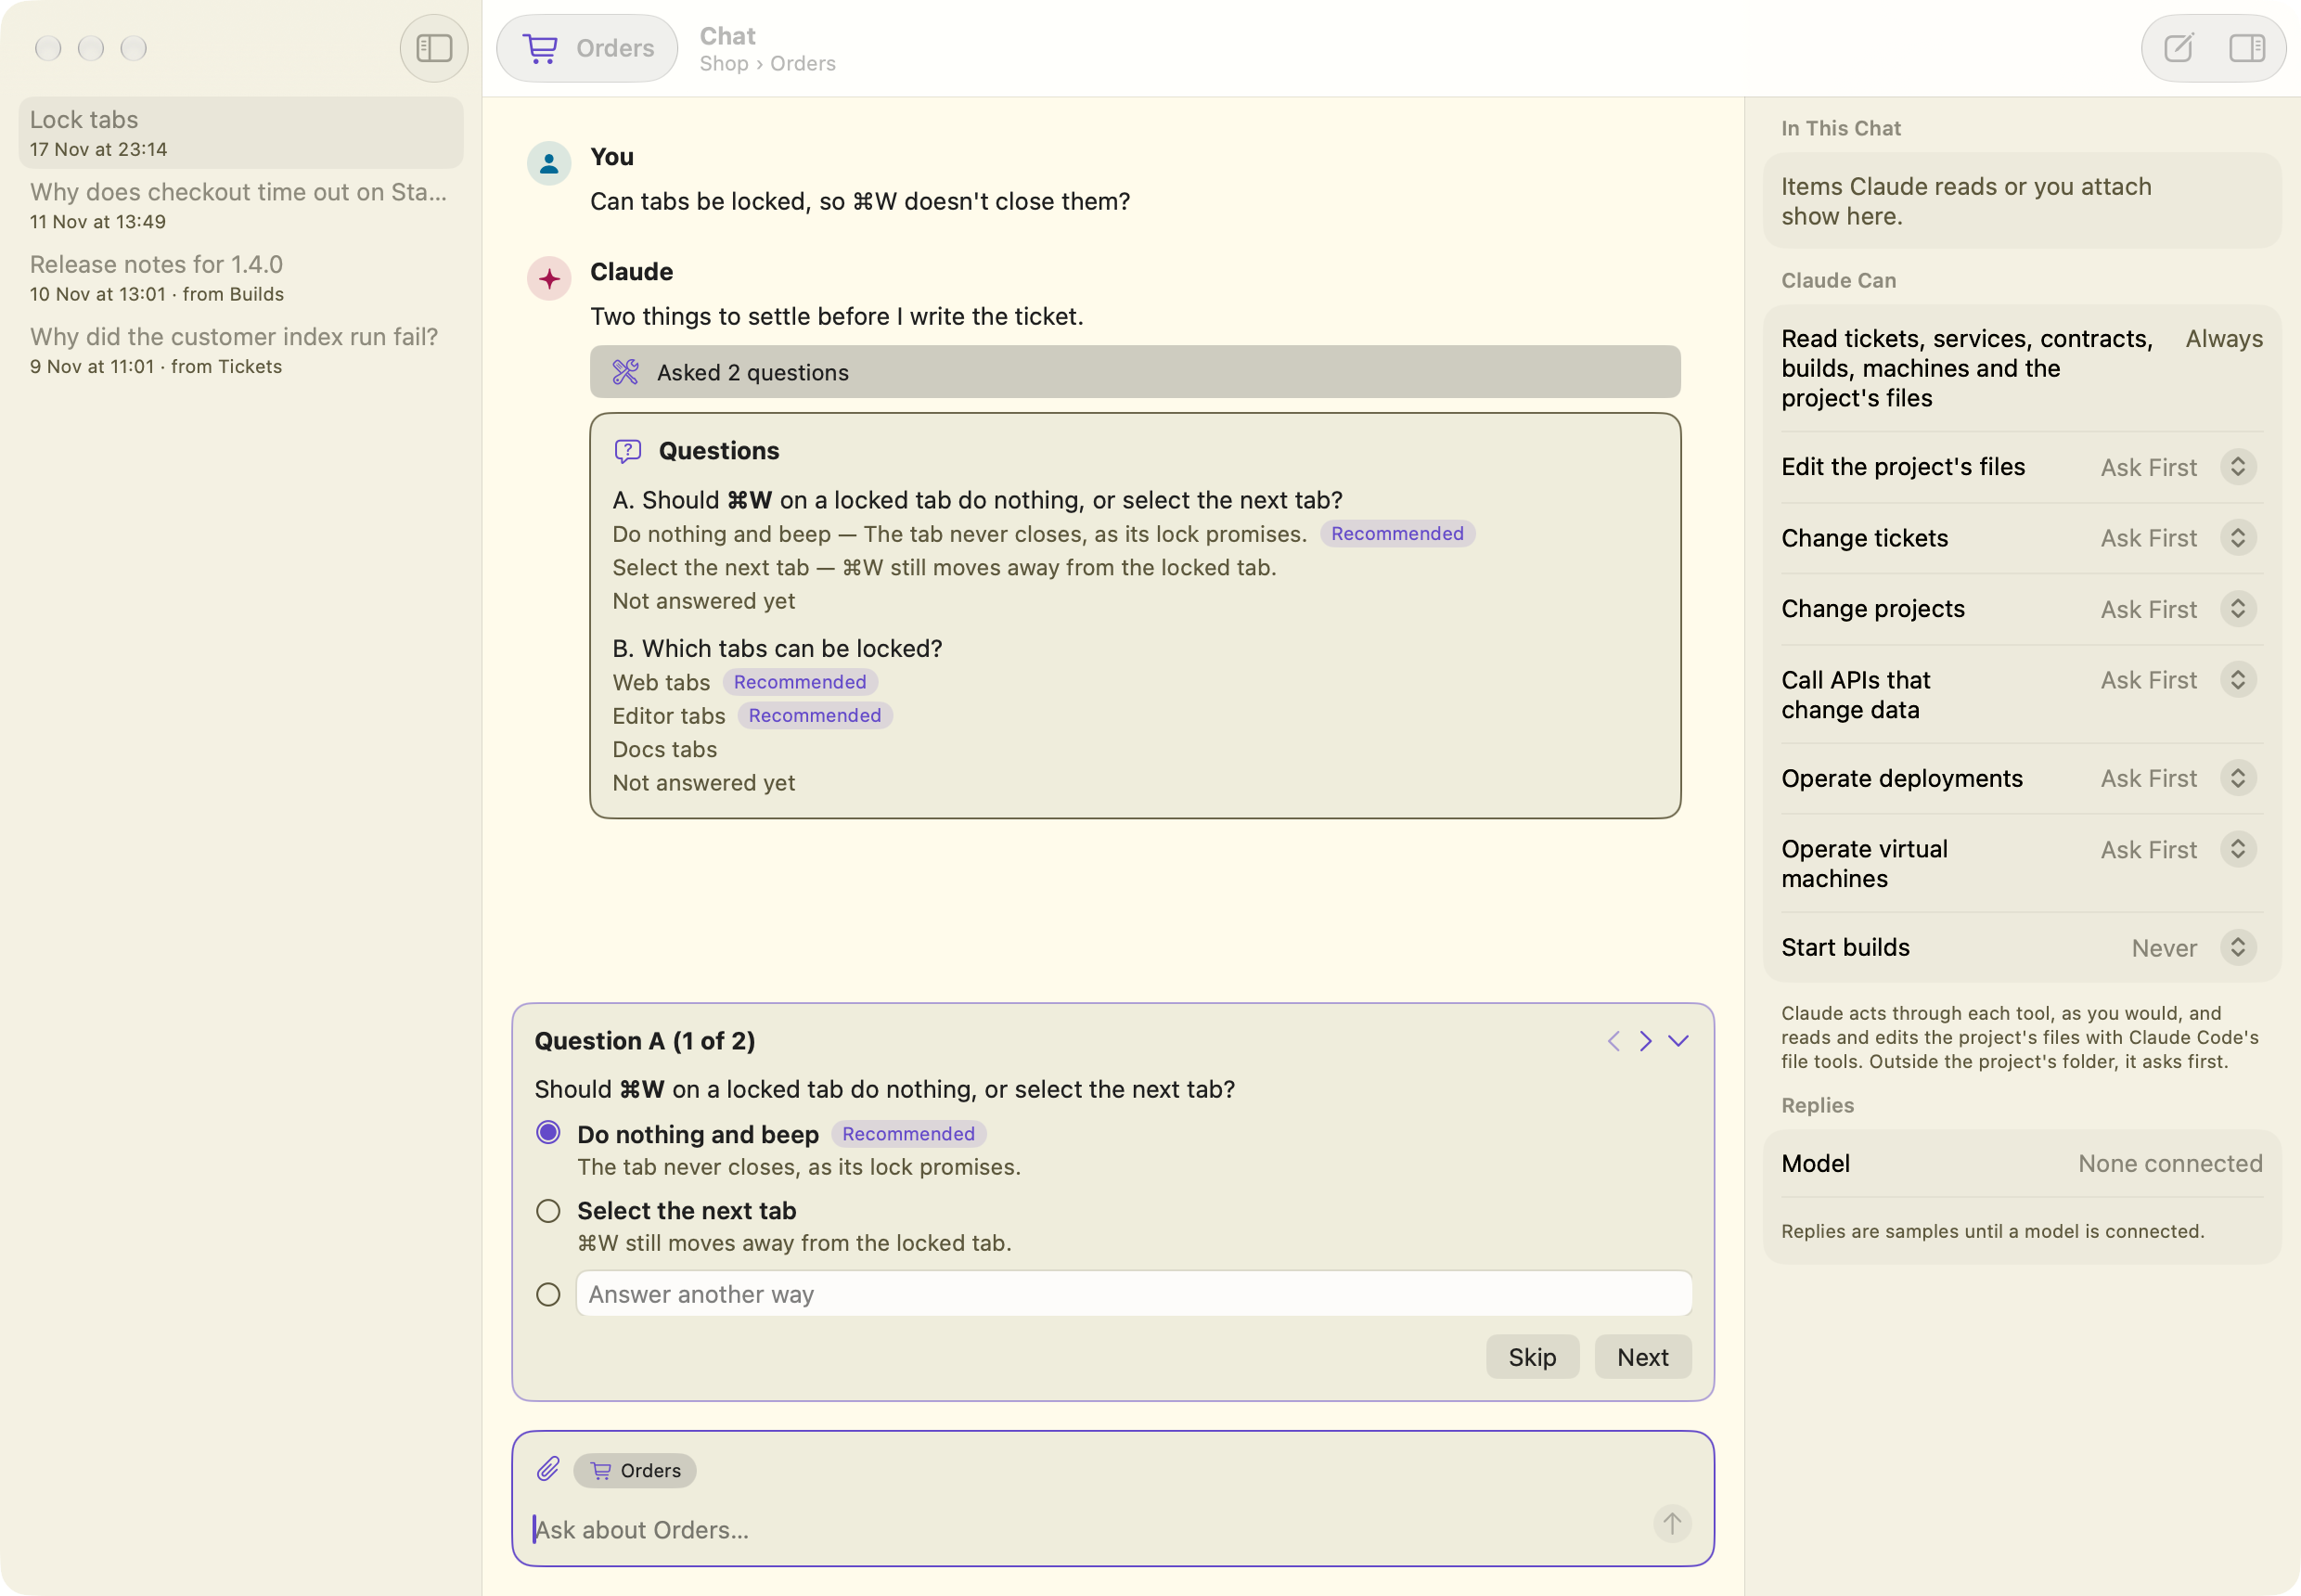 Orders
Chat
Shop › Orders
Lock tabs
17 Nov at 23:14
Why does checkout time out on Sta...
11 Nov at 13:49
Release notes for 1.4.0
10 Nov at 13:01 · from Builds
Why did the customer index run fail?
9 Nov at 11:01 · from Tickets
You
Can tabs be locked, so ⌘W doesn't close them?
Claude
Two things to settle before I write the ticket.
Asked 2 questions
Questions
A. Should ⌘W on a locked tab do nothing, or select the next tab?
Do nothing and beep — The tab never closes, as its lock promises. Recommended
Select the next tab — ⌘W still moves away from the locked tab.
Not answered yet
B. Which tabs can be locked?
Web tabs Recommended
Editor tabs Recommended
Docs tabs
Not answered yet
Question A (1 of 2)
Should ⌘W on a locked tab do nothing, or select the next tab?
Do nothing and beep Recommended
The tab never closes, as its lock promises.
Select the next tab
⌘W still moves away from the locked tab.
Answer another way
Skip Next
Orders
Ask about Orders...
In This Chat
Items Claude reads or you attach
show here.
Claude Can
Read tickets, services, contracts, Always
builds, machines and the
project's files
Edit the project's files Ask First
Change tickets Ask First
Change projects Ask First
Call APIs that Ask First
change data
Operate deployments Ask First
Operate virtual Ask First
machines
Start builds Never
Claude acts through each tool, as you would, and
reads and edits the project's files with Claude Code's
file tools. Outside the project's folder, it asks first.
Replies
Model None connected
Replies are samples until a model is connected.